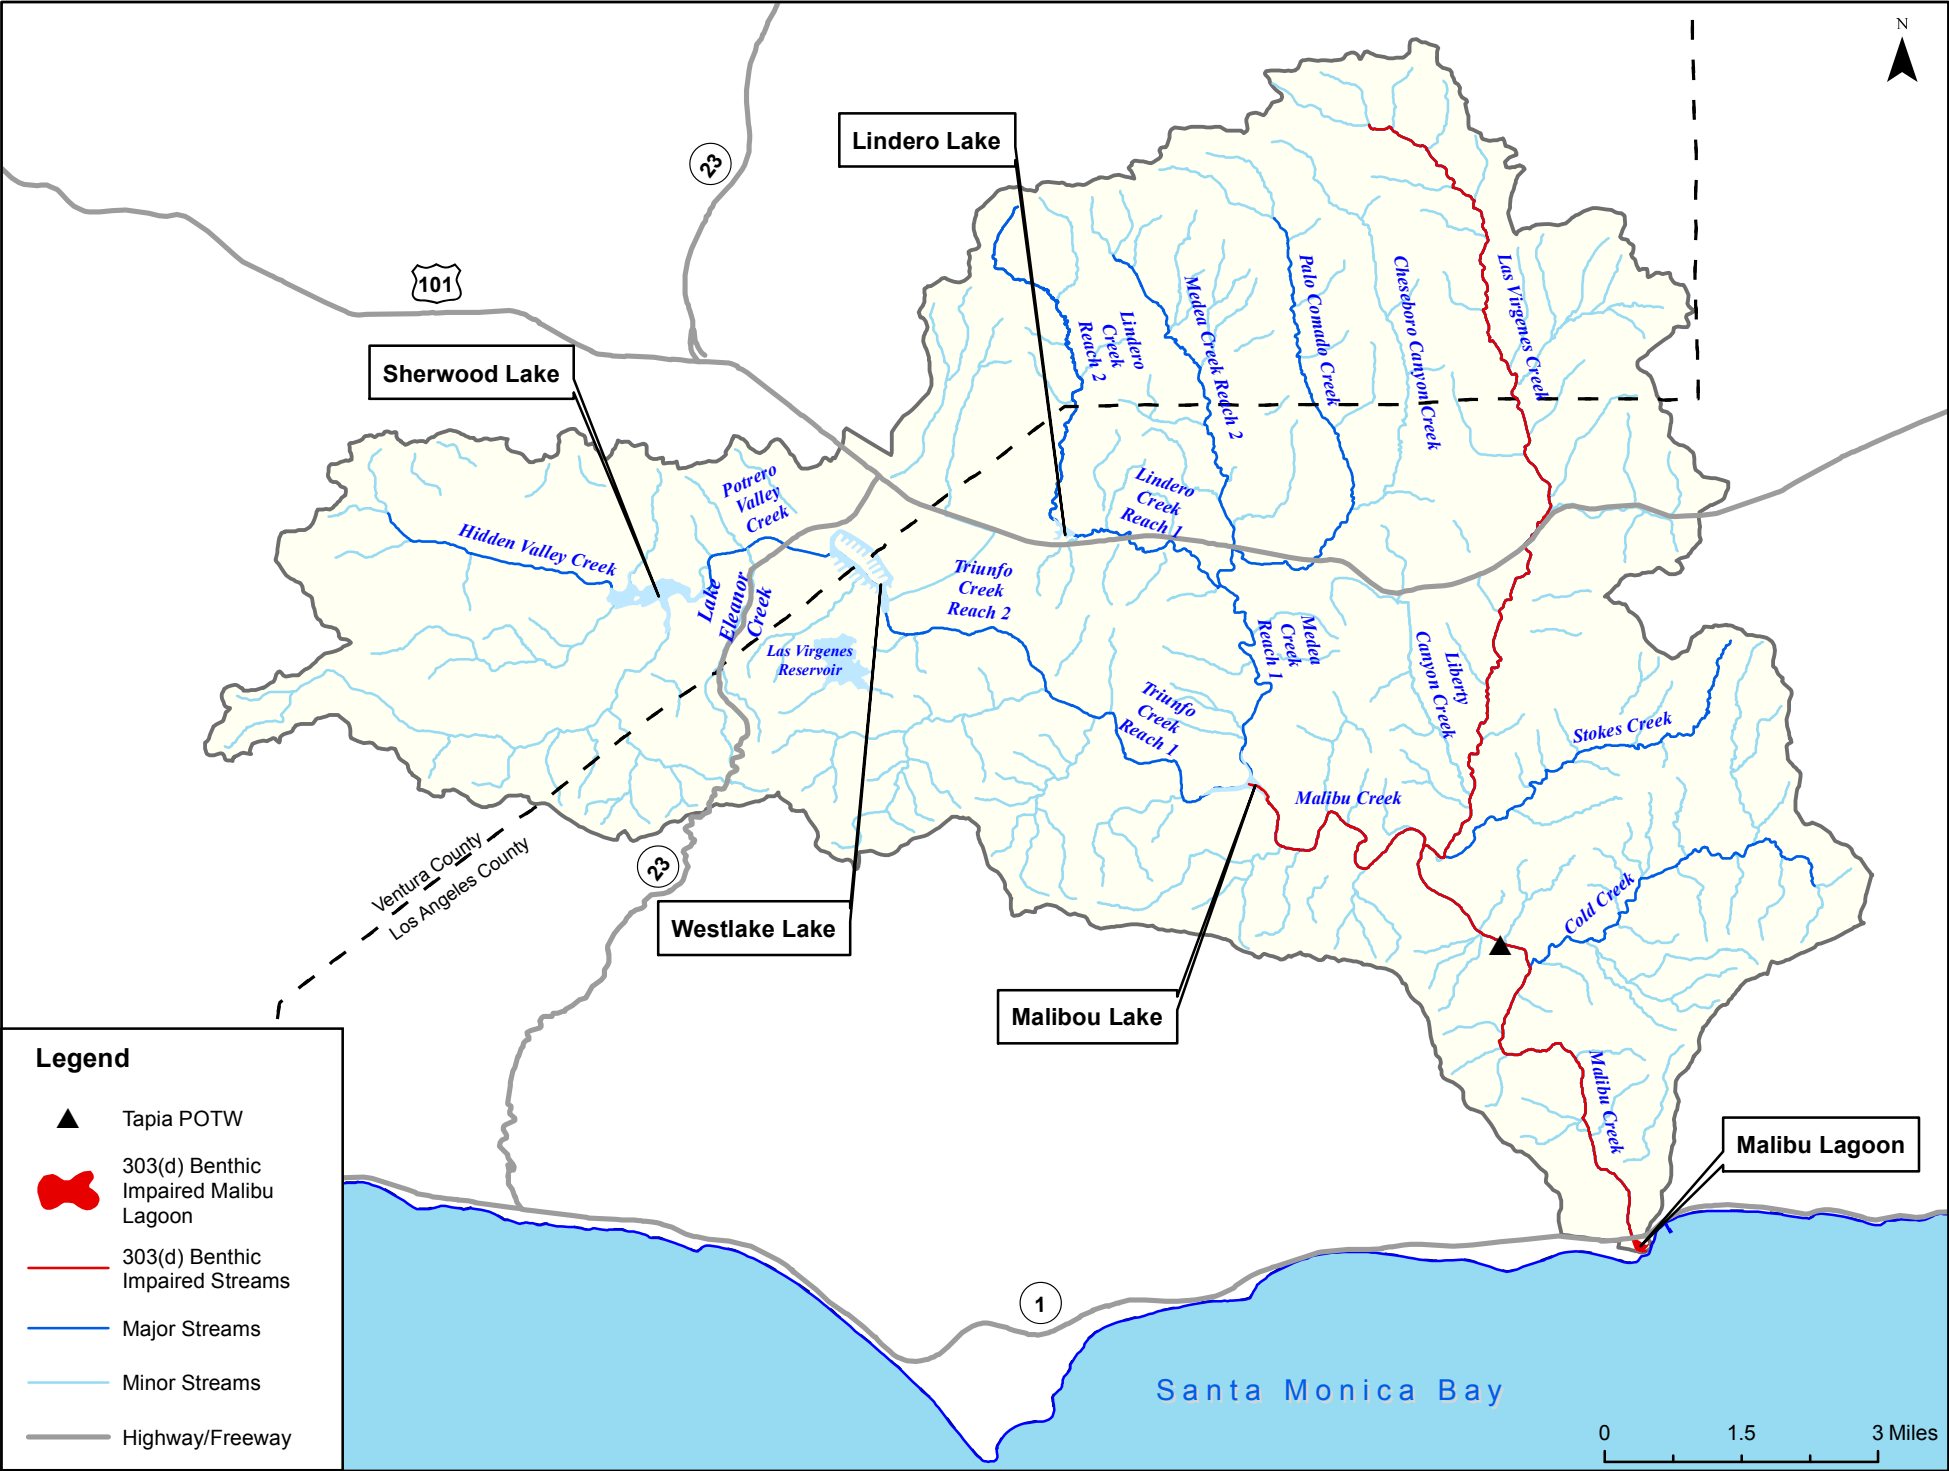 N
Lindero Lake
23
101
Sherwood Lake
Lindero
Creek
Reach 2
Medea Creek Reach 2
Palo Comado Creek
Cheseboro Canyon Creek
Las Virgenes Creek
Potrero
Valley
Creek
Hidden Valley Creek
Lindero
Creek
Reach 1
Lake
Eleanor
Creek
Triunfo
Creek
Reach 2
Las Virgenes
Reservoir
Medea
Creek
Reach 1
Triunfo
Creek
Reach 1
Liberty
Canyon Creek
Stokes Creek
Malibu Creek
Ventura County
Los Angeles County
23
Westlake Lake
Cold Creek
Malibou Lake
Malibu Creek
Malibu Lagoon
1
Santa Monica Bay
0 1.5 3 Miles
Legend
Tapia POTW
303(d) Benthic
Impaired Malibu
Lagoon
303(d) Benthic
Impaired Streams
Major Streams
Minor Streams
Highway/Freeway